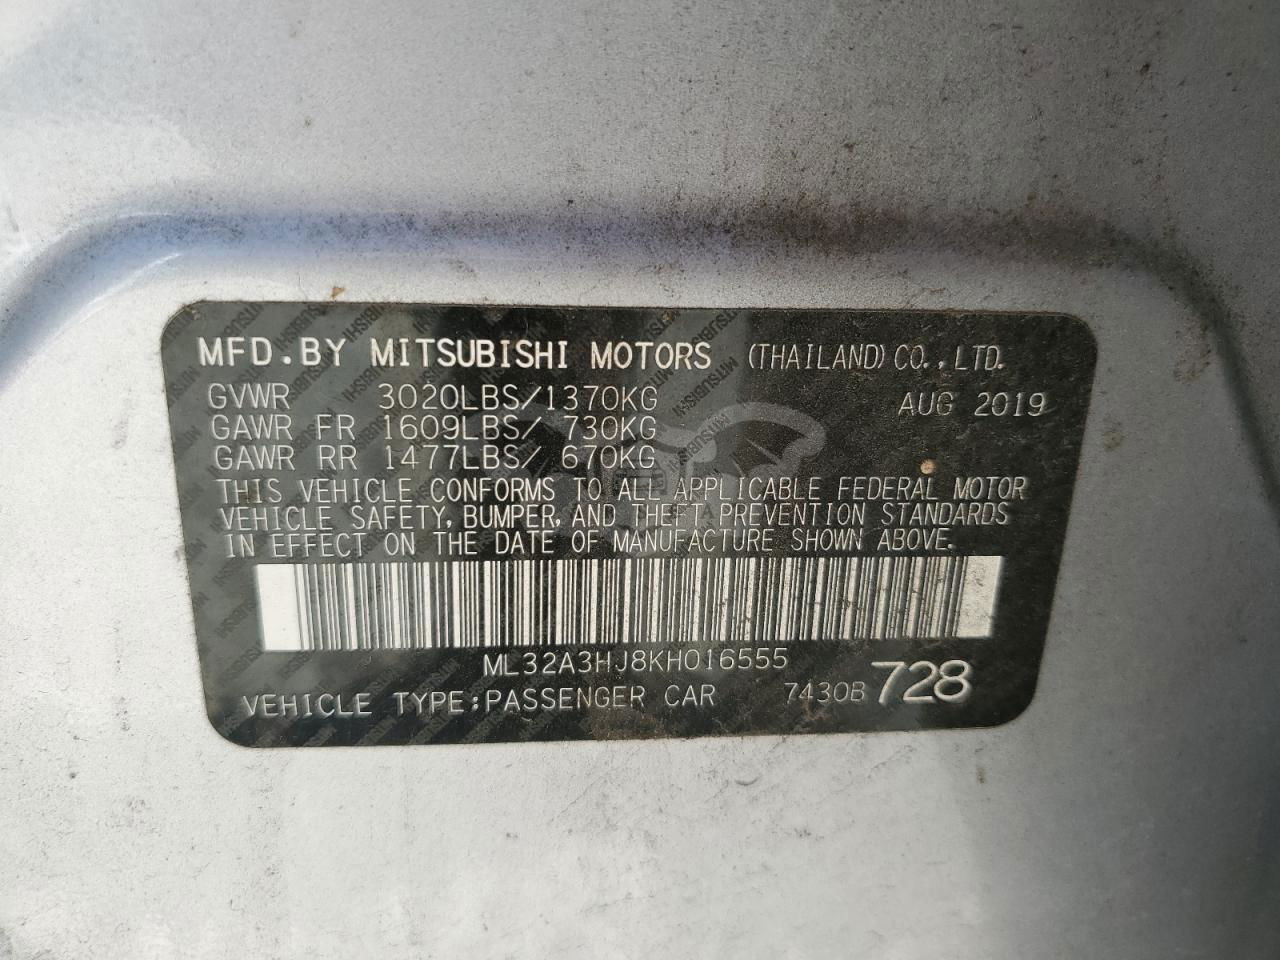 MFD.BY MITSUBISHI MOTORS (THAILAND)CO.,LTD.
GVWR 3020LBS/1370KG AUG 2019
GAWR FR 1609LBS/ 730KG
GAWR RR 1477LBS/ 670KG
THIS VEHICLE CONFORMS TO ALL APPLICABLE FEDERAL MOTOR
VEHICLE SAFETY, BUMPER, AND THEFT PREVENTION STANDARDS
IN EFFECT ON THE DATE OF MANUFACTURE SHOWN ABOVE.
ML32A3HJ8KH016555
VEHICLE TYPE:PASSENGER CAR 7430B 728